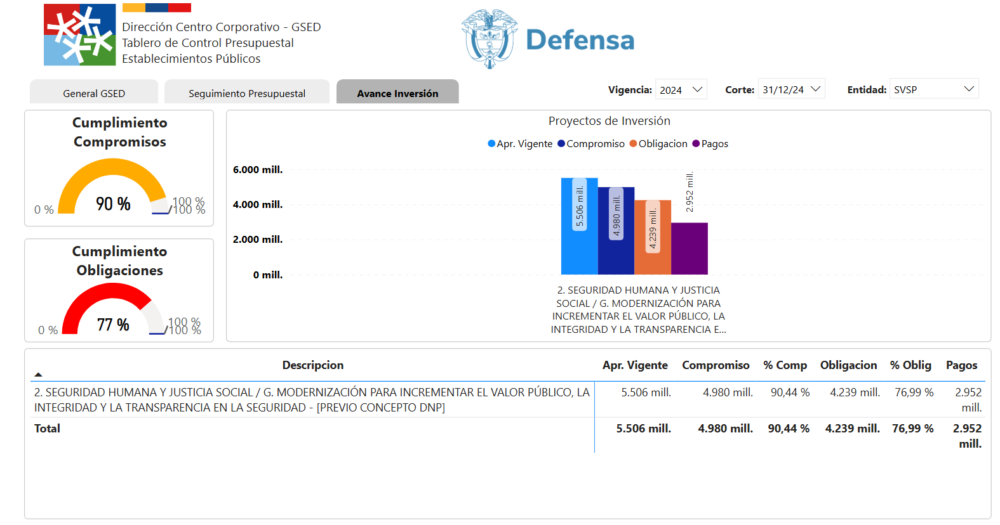 Dirección Centro Corporativo - GSED
Tablero de Control Presupuestal
Establecimientos Públicos
Defensa
General GSED
Seguimiento Presupuestal
Avance Inversión
Vigencia: 2024
Corte: 31/12/24
Entidad: SVSP
Cumplimiento
Compromisos
90 %
0 %
100 %
100 %
Cumplimiento
Obligaciones
77 %
0 %
100 %
100 %
Proyectos de Inversión
Apr. Vigente Compromiso Obligacion Pagos
6.000 mill.
4.000 mill.
2.000 mill.
0 mill.
5.506 mill.
4.980 mill.
4.239 mill.
2.952 mill.
2. SEGURIDAD HUMANA Y JUSTICIA
SOCIAL / G. MODERNIZACIÓN PARA
INCREMENTAR EL VALOR PÚBLICO, LA
INTEGRIDAD Y LA TRANSPARENCIA E...
Descripcion Apr. Vigente Compromiso % Comp Obligacion % Oblig Pagos
2. SEGURIDAD HUMANA Y JUSTICIA SOCIAL / G. MODERNIZACIÓN PARA INCREMENTAR EL VALOR PÚBLICO, LA 5.506 mill. 4.980 mill. 90,44 % 4.239 mill. 76,99 % 2.952
INTEGRIDAD Y LA TRANSPARENCIA EN LA SEGURIDAD - [PREVIO CONCEPTO DNP] mill.
Total 5.506 mill. 4.980 mill. 90,44 % 4.239 mill. 76,99 % 2.952
mill.